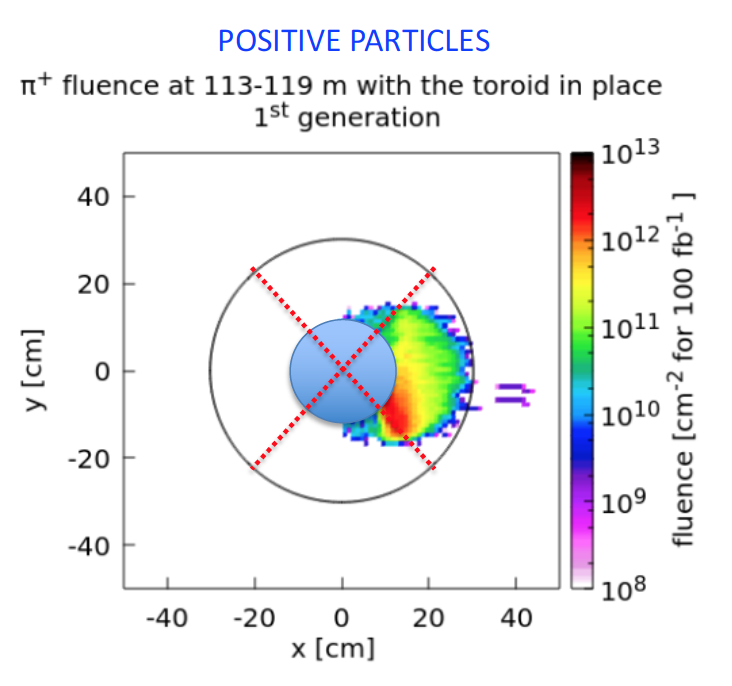 POSITIVE PARTICLES
π⁺ fluence at 113-119 m with the toroid in place
1ˢᵗ generation
10¹³
40
10¹²
20
10¹¹
y [cm]
0
10¹⁰
-20
10⁹
-40
10⁸
fluence [cm⁻² for 100 fb⁻¹ ]
-40 -20 0 20 40
x [cm]